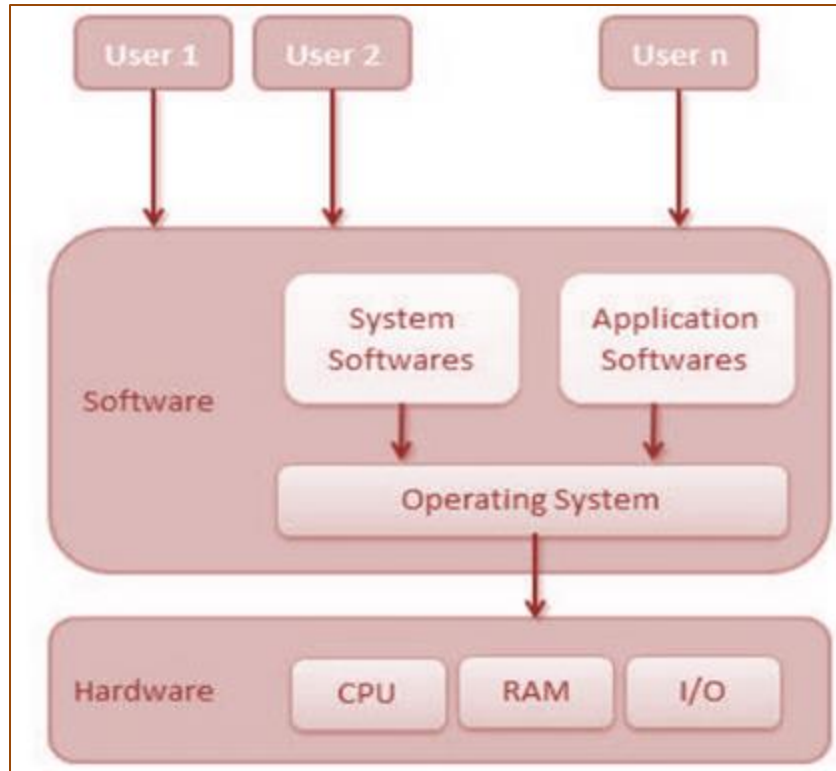 User 1
User 2
User n
System
Softwares
Application
Softwares
Software
Operating System
Hardware
CPU
RAM
I/O